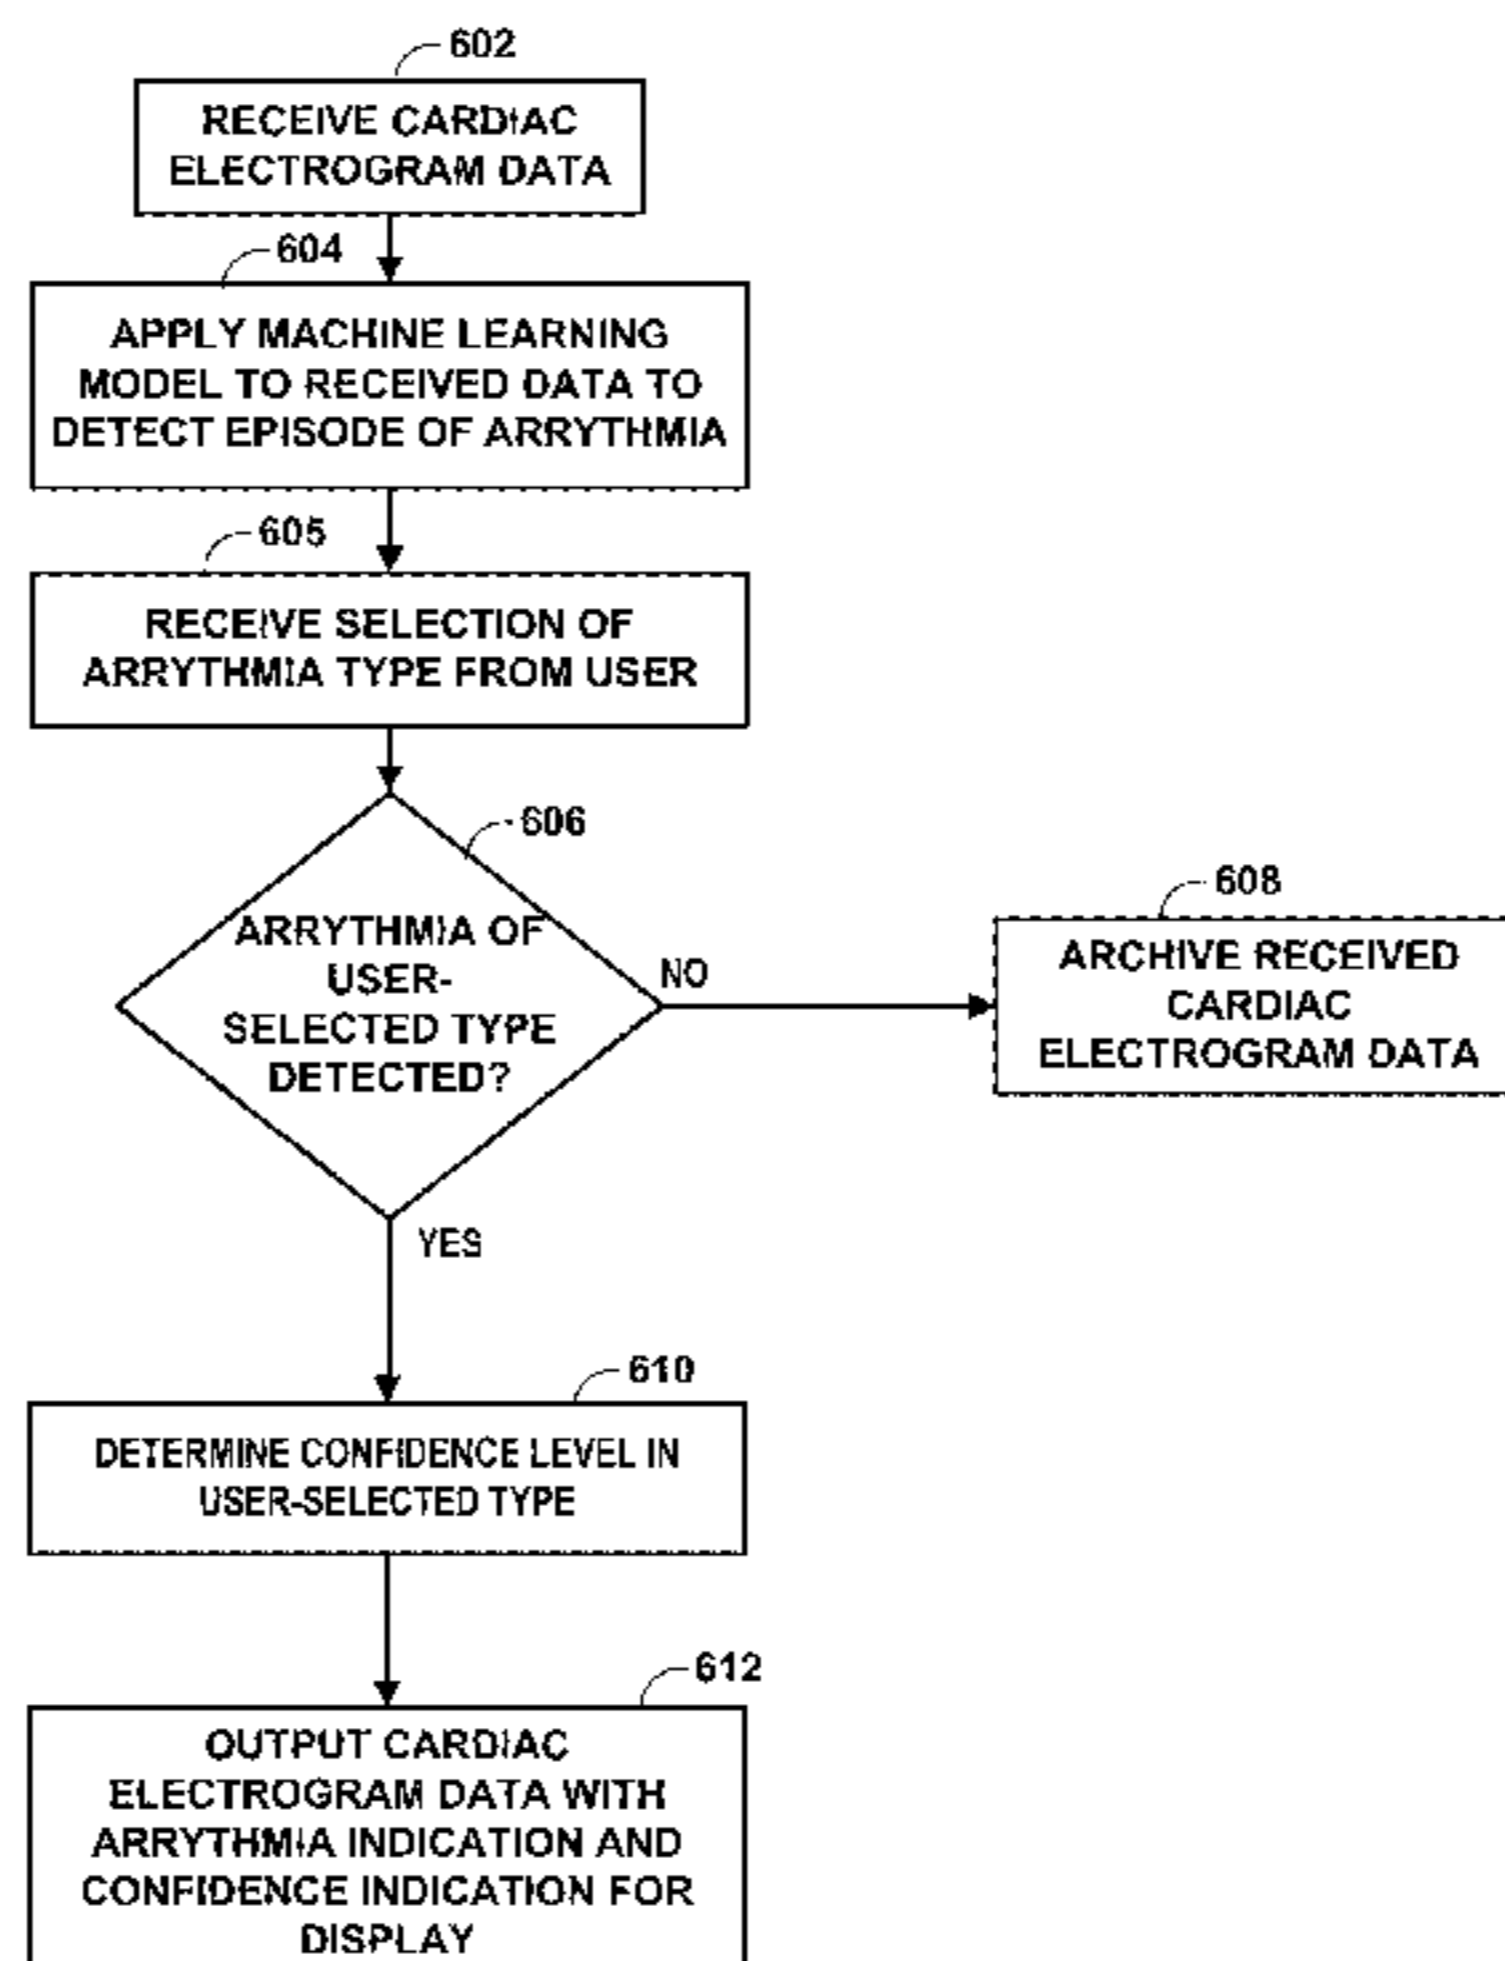 602
RECEIVE CARDIAC
ELECTROGRAM DATA
604
APPLY MACHINE LEARNING
MODEL TO RECEIVED DATA TO
DETECT EPISODE OF ARRYTHMIA
605
RECEIVE SELECTION OF
ARRYTHMIA TYPE FROM USER
606
ARRYTHMIA OF
USER-
SELECTED TYPE
DETECTED?
NO
608
ARCHIVE RECEIVED
CARDIAC
ELECTROGRAM DATA
YES
610
DETERMINE CONFIDENCE LEVEL IN
USER-SELECTED TYPE
612
OUTPUT CARDIAC
ELECTROGRAM DATA WITH
ARRYTHMIA INDICATION AND
CONFIDENCE INDICATION FOR
DISPLAY